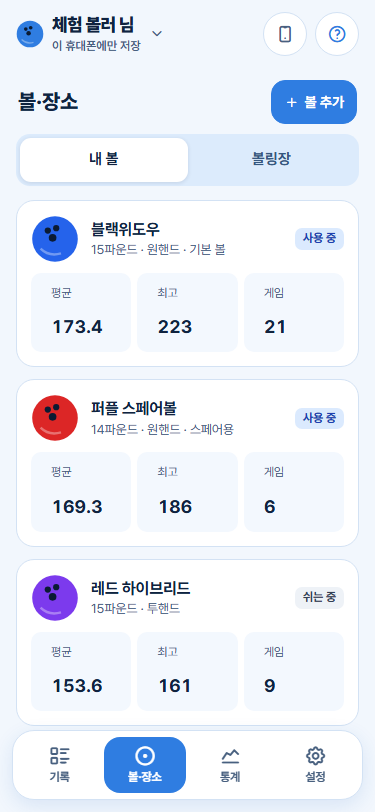 체험 볼러 님
이 휴대폰에만 저장
볼·장소
+ 볼 추가
내 볼
볼링장
블랙위도우
15파운드 · 원핸드 · 기본 볼
사용 중
평균
최고
게임
173.4
223
21
퍼플 스페어볼
14파운드 · 원핸드 · 스페어용
사용 중
평균
최고
게임
169.3
186
6
레드 하이브리드
15파운드 · 투핸드
쉬는 중
평균
최고
게임
153.6
161
9
기록
볼·장소
통계
설정